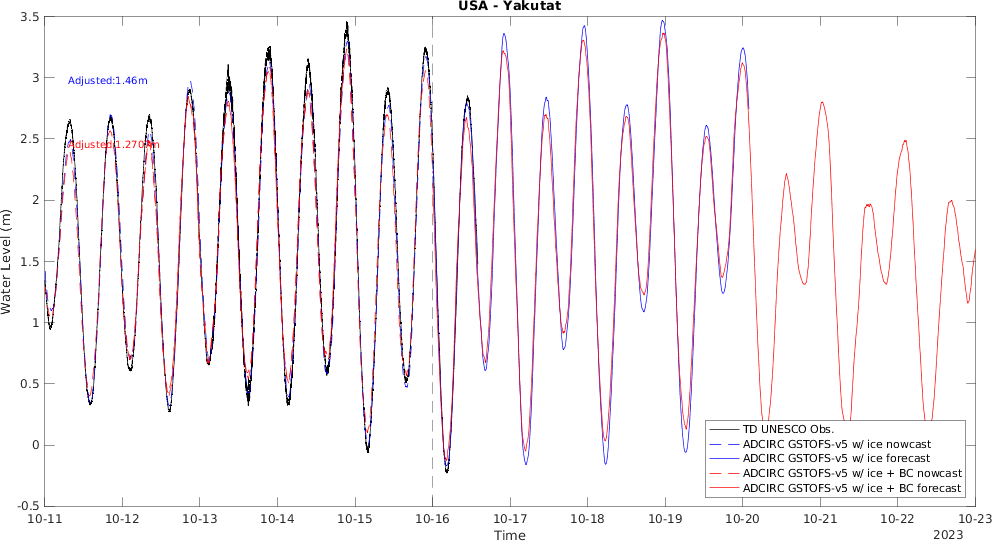 USA - Yakutat
3.5
3
2.5
2
1.5
1
0.5
0
-0.5
Water Level (m)
Adjusted:1.46m
TD UNESCO Obs.
ADCIRC GSTOFS-v5 w/ ice nowcast
ADCIRC GSTOFS-v5 w/ ice forecast
ADCIRC GSTOFS-v5 w/ ice + BC nowcast
ADCIRC GSTOFS-v5 w/ ice + BC forecast
10-11 10-12 10-13 10-14 10-15 10-16 10-17 10-18 10-19 10-20 10-21 10-22 10-23
Time
2023